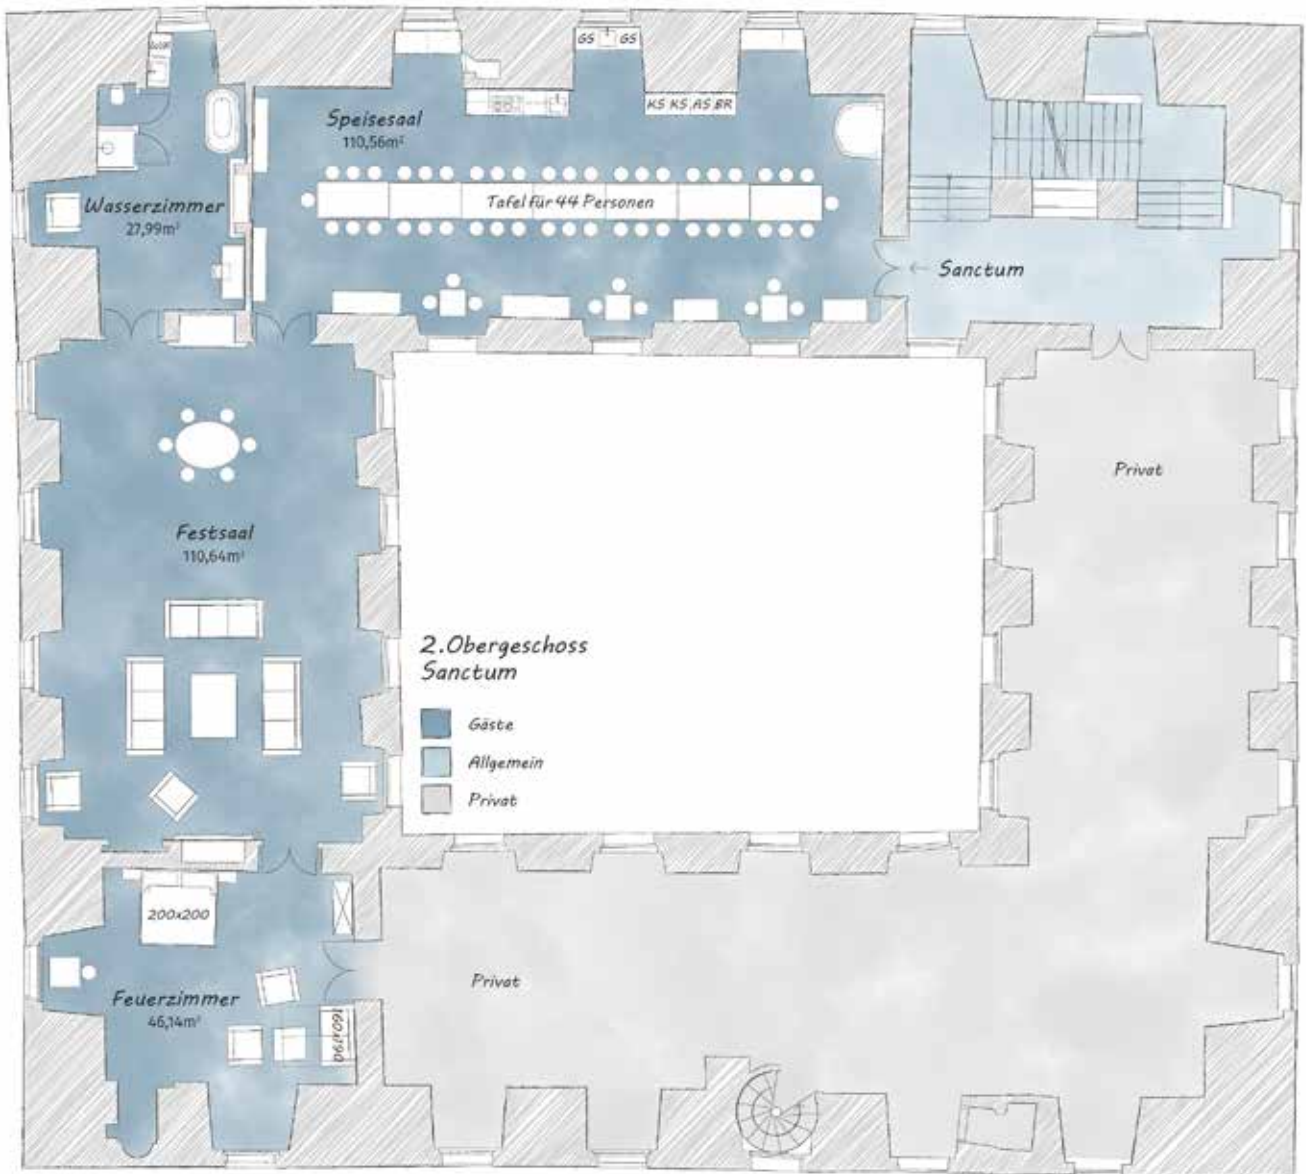 GS GS
KS KS AS BR
Speisesaal
110,56m²
Tafel für 44 Personen
Wasserzimmer
27,99m²
← Sanctum
Privat
Festsaal
110,64m²
2.Obergeschoss
Sanctum
Gäste
Allgemein
Privat
200x200
Feuerzimmer
46,14m²
160x190
Privat